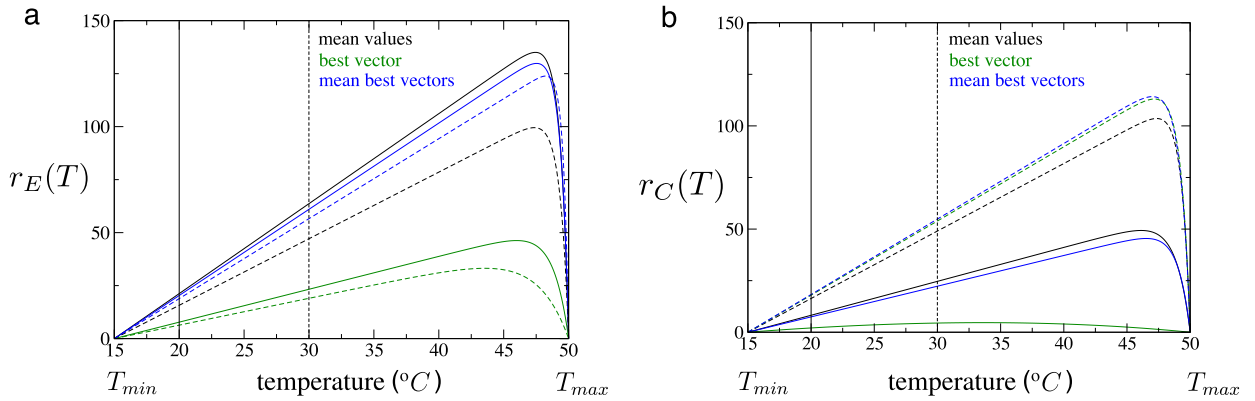 a
150
100
50
0
r_E(T)
mean values
best vector
mean best vectors
15 20 25 30 35 40 45 50
T_min temperature (°C) T_max
b
150
100
50
0
r_C(T)
mean values
best vector
mean best vectors
15 20 25 30 35 40 45 50
T_min temperature (°C) T_max